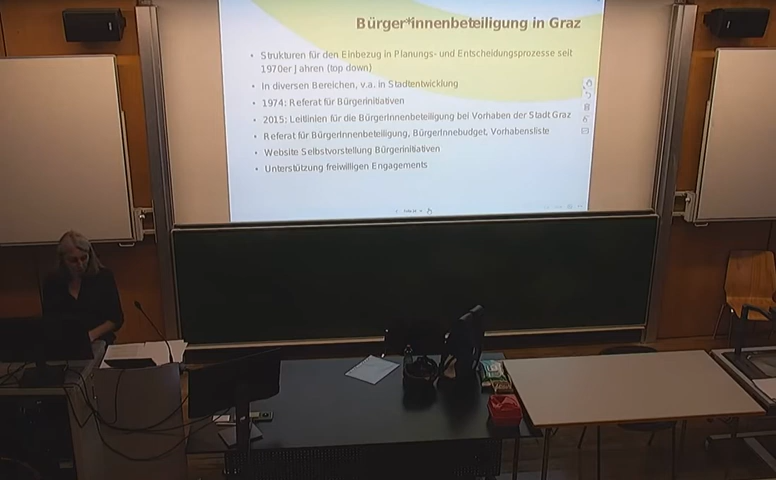 Bürger*innenbeteiligung in Graz
• Strukturen für den Einbezug in Planungs- und Entscheidungsprozesse seit
1970er Jahren (top down)
• In diversen Bereichen, v.a. in Stadtentwicklung
• 1974: Referat für Bürgerinitiativen
• 2015: Leitlinien für die BürgerInnenbeteiligung bei Vorhaben der Stadt Graz
• Referat für BürgerInnenbeteiligung, BürgerInnebudget, Vorhabensliste
• Website Selbstvorstellung Bürgerinitiativen
• Unterstützung freiwilligen Engagements